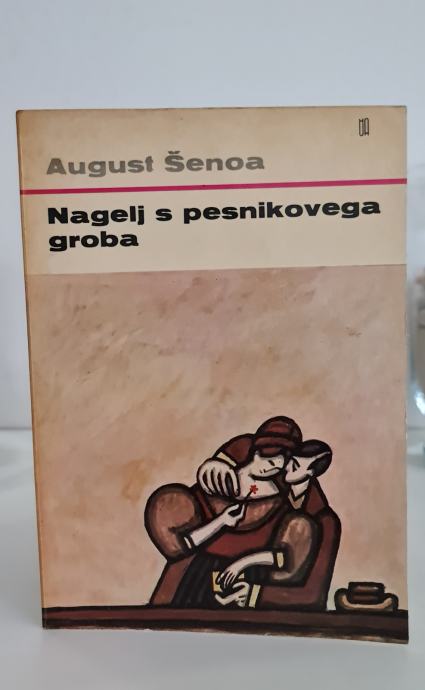 August Šenoa
Nagelj s pesnikovega
groba